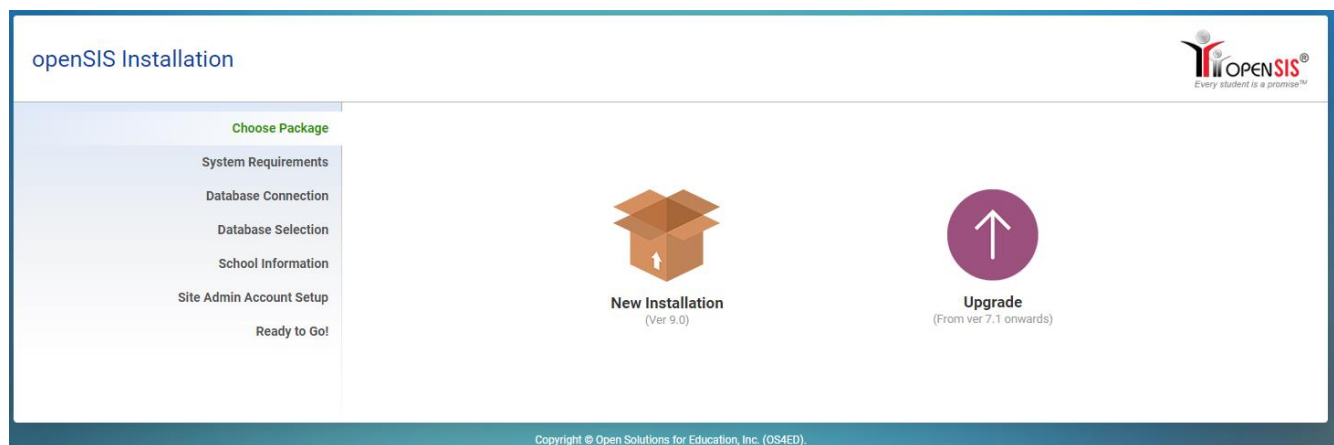 openSIS Installation
OPENSIS®
Every student is a promise™
Choose Package
System Requirements
Database Connection
Database Selection
School Information
Site Admin Account Setup
Ready to Go!
New Installation
(Ver 9.0)
Upgrade
(From ver 7.1 onwards)
Copyright © Open Solutions for Education, Inc. (OS4ED).